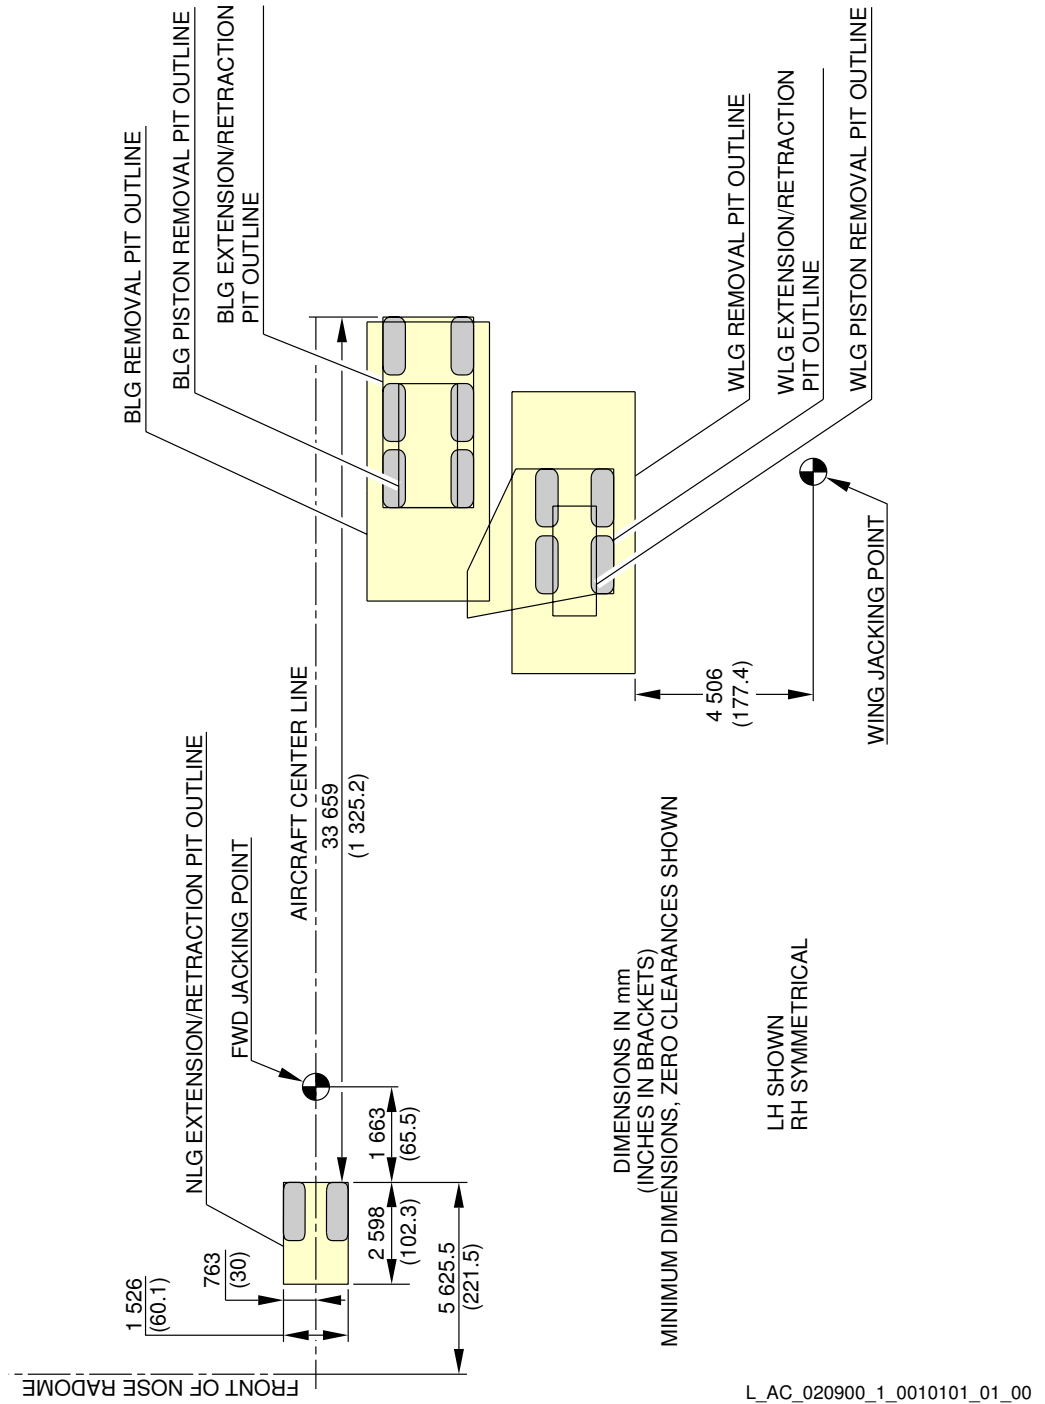 BLG REMOVAL PIT OUTLINE
BLG PISTON REMOVAL PIT OUTLINE
BLG EXTENSION/RETRACTION
PIT OUTLINE
WLG REMOVAL PIT OUTLINE
WLG EXTENSION/RETRACTION
PIT OUTLINE
WLG PISTON REMOVAL PIT OUTLINE
NLG EXTENSION/RETRACTION PIT OUTLINE
FWD JACKING POINT
AIRCRAFT CENTER LINE
33 659
(1 325.2)
4 506
(177.4)
WING JACKING POINT
1 663
(65.5)
2 598
(102.3)
5 625.5
(221.5)
763
(30)
1 526
(60.1)
FRONT OF NOSE RADOME
DIMENSIONS IN mm
(INCHES IN BRACKETS)
MINIMUM DIMENSIONS, ZERO CLEARANCES SHOWN
LH SHOWN
RH SYMMETRICAL
L_AC_020900_1_0010101_01_00